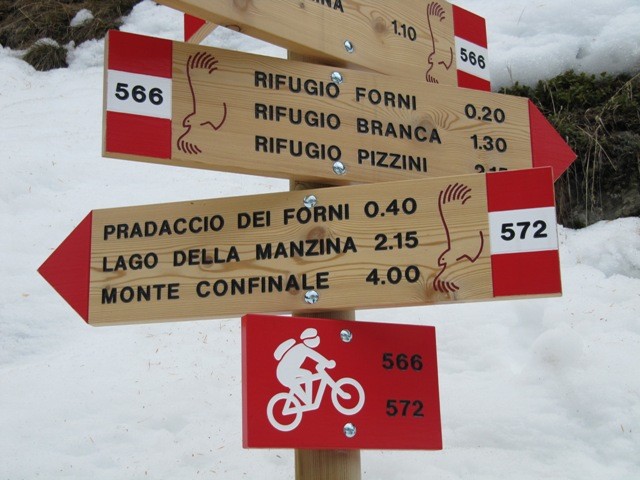 1.10
566
566
RIFUGIO FORNI 0.20
RIFUGIO BRANCA 1.30
RIFUGIO PIZZINI
PRADACCIO DEI FORNI 0.40
LAGO DELLA MANZINA 2.15
MONTE CONFINALE 4.00
572
566
572